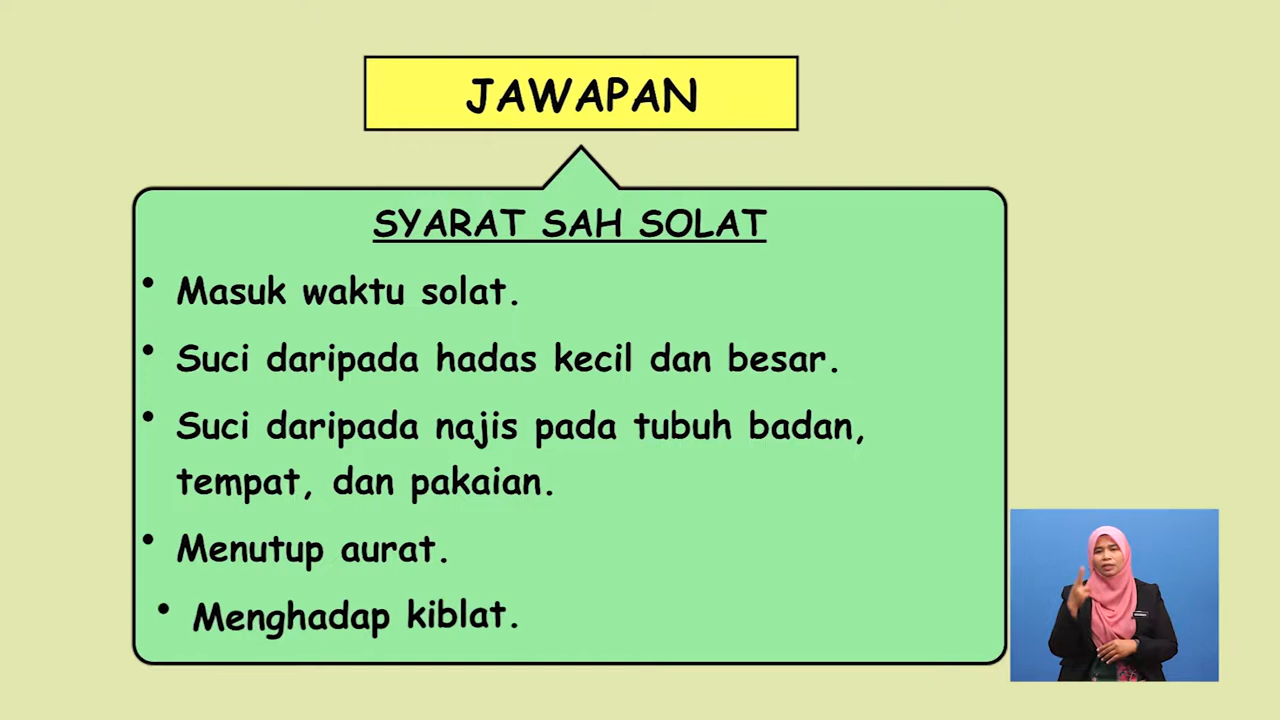 JAWAPAN
SYARAT SAH SOLAT
• Masuk waktu solat.
• Suci daripada hadas kecil dan besar.
• Suci daripada najis pada tubuh badan,
tempat, dan pakaian.
• Menutup aurat.
• Menghadap kiblat.